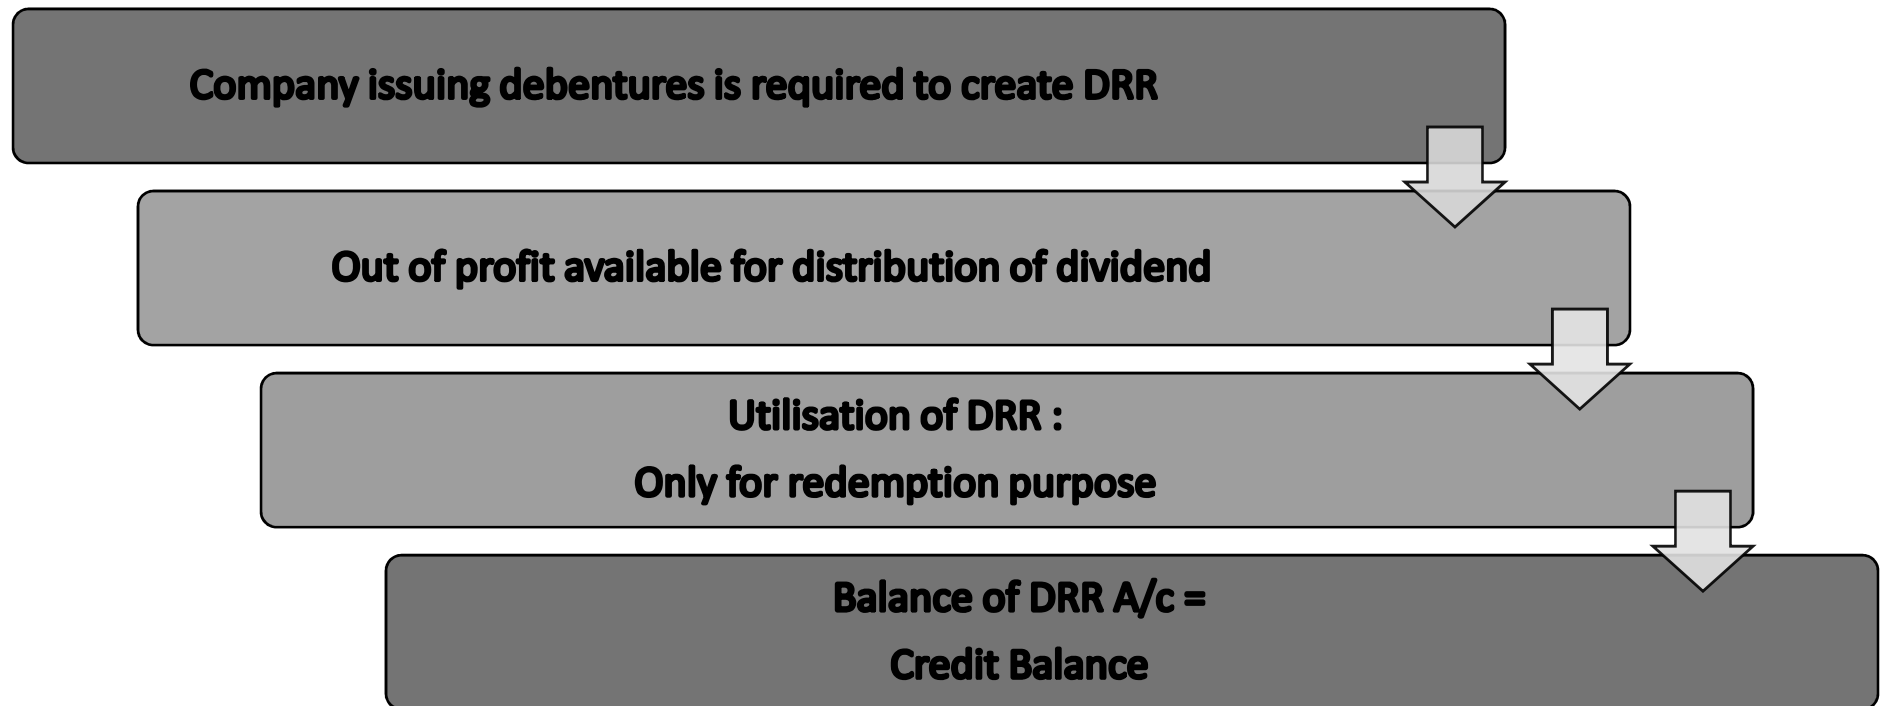 Company issuing debentures is required to create DRR
Out of profit available for distribution of dividend
Utilisation of DRR :
Only for redemption purpose
Balance of DRR A/c =
Credit Balance